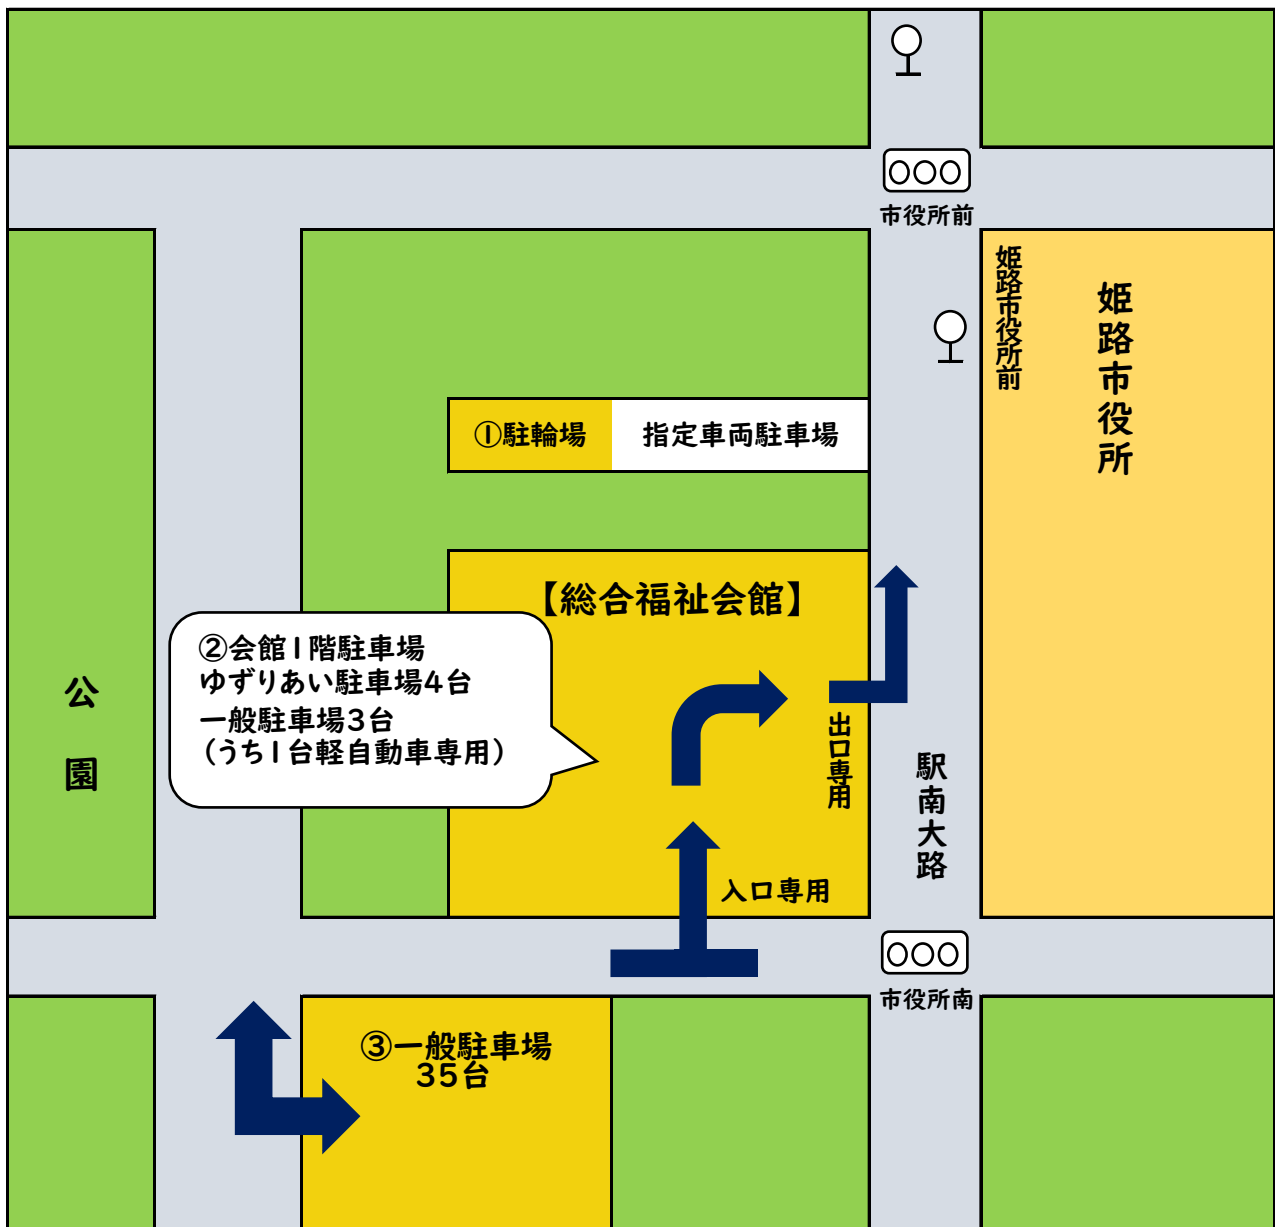 市役所前
姫路市役所前
姫路市役所
①駐輪場
指定車両駐車場
【総合福祉会館】
②会館1階駐車場
ゆずりあい駐車場4台
一般駐車場3台
(うち1台軽自動車専用)
公園
出口専用
駅南大路
入口専用
市役所南
③一般駐車場
35台